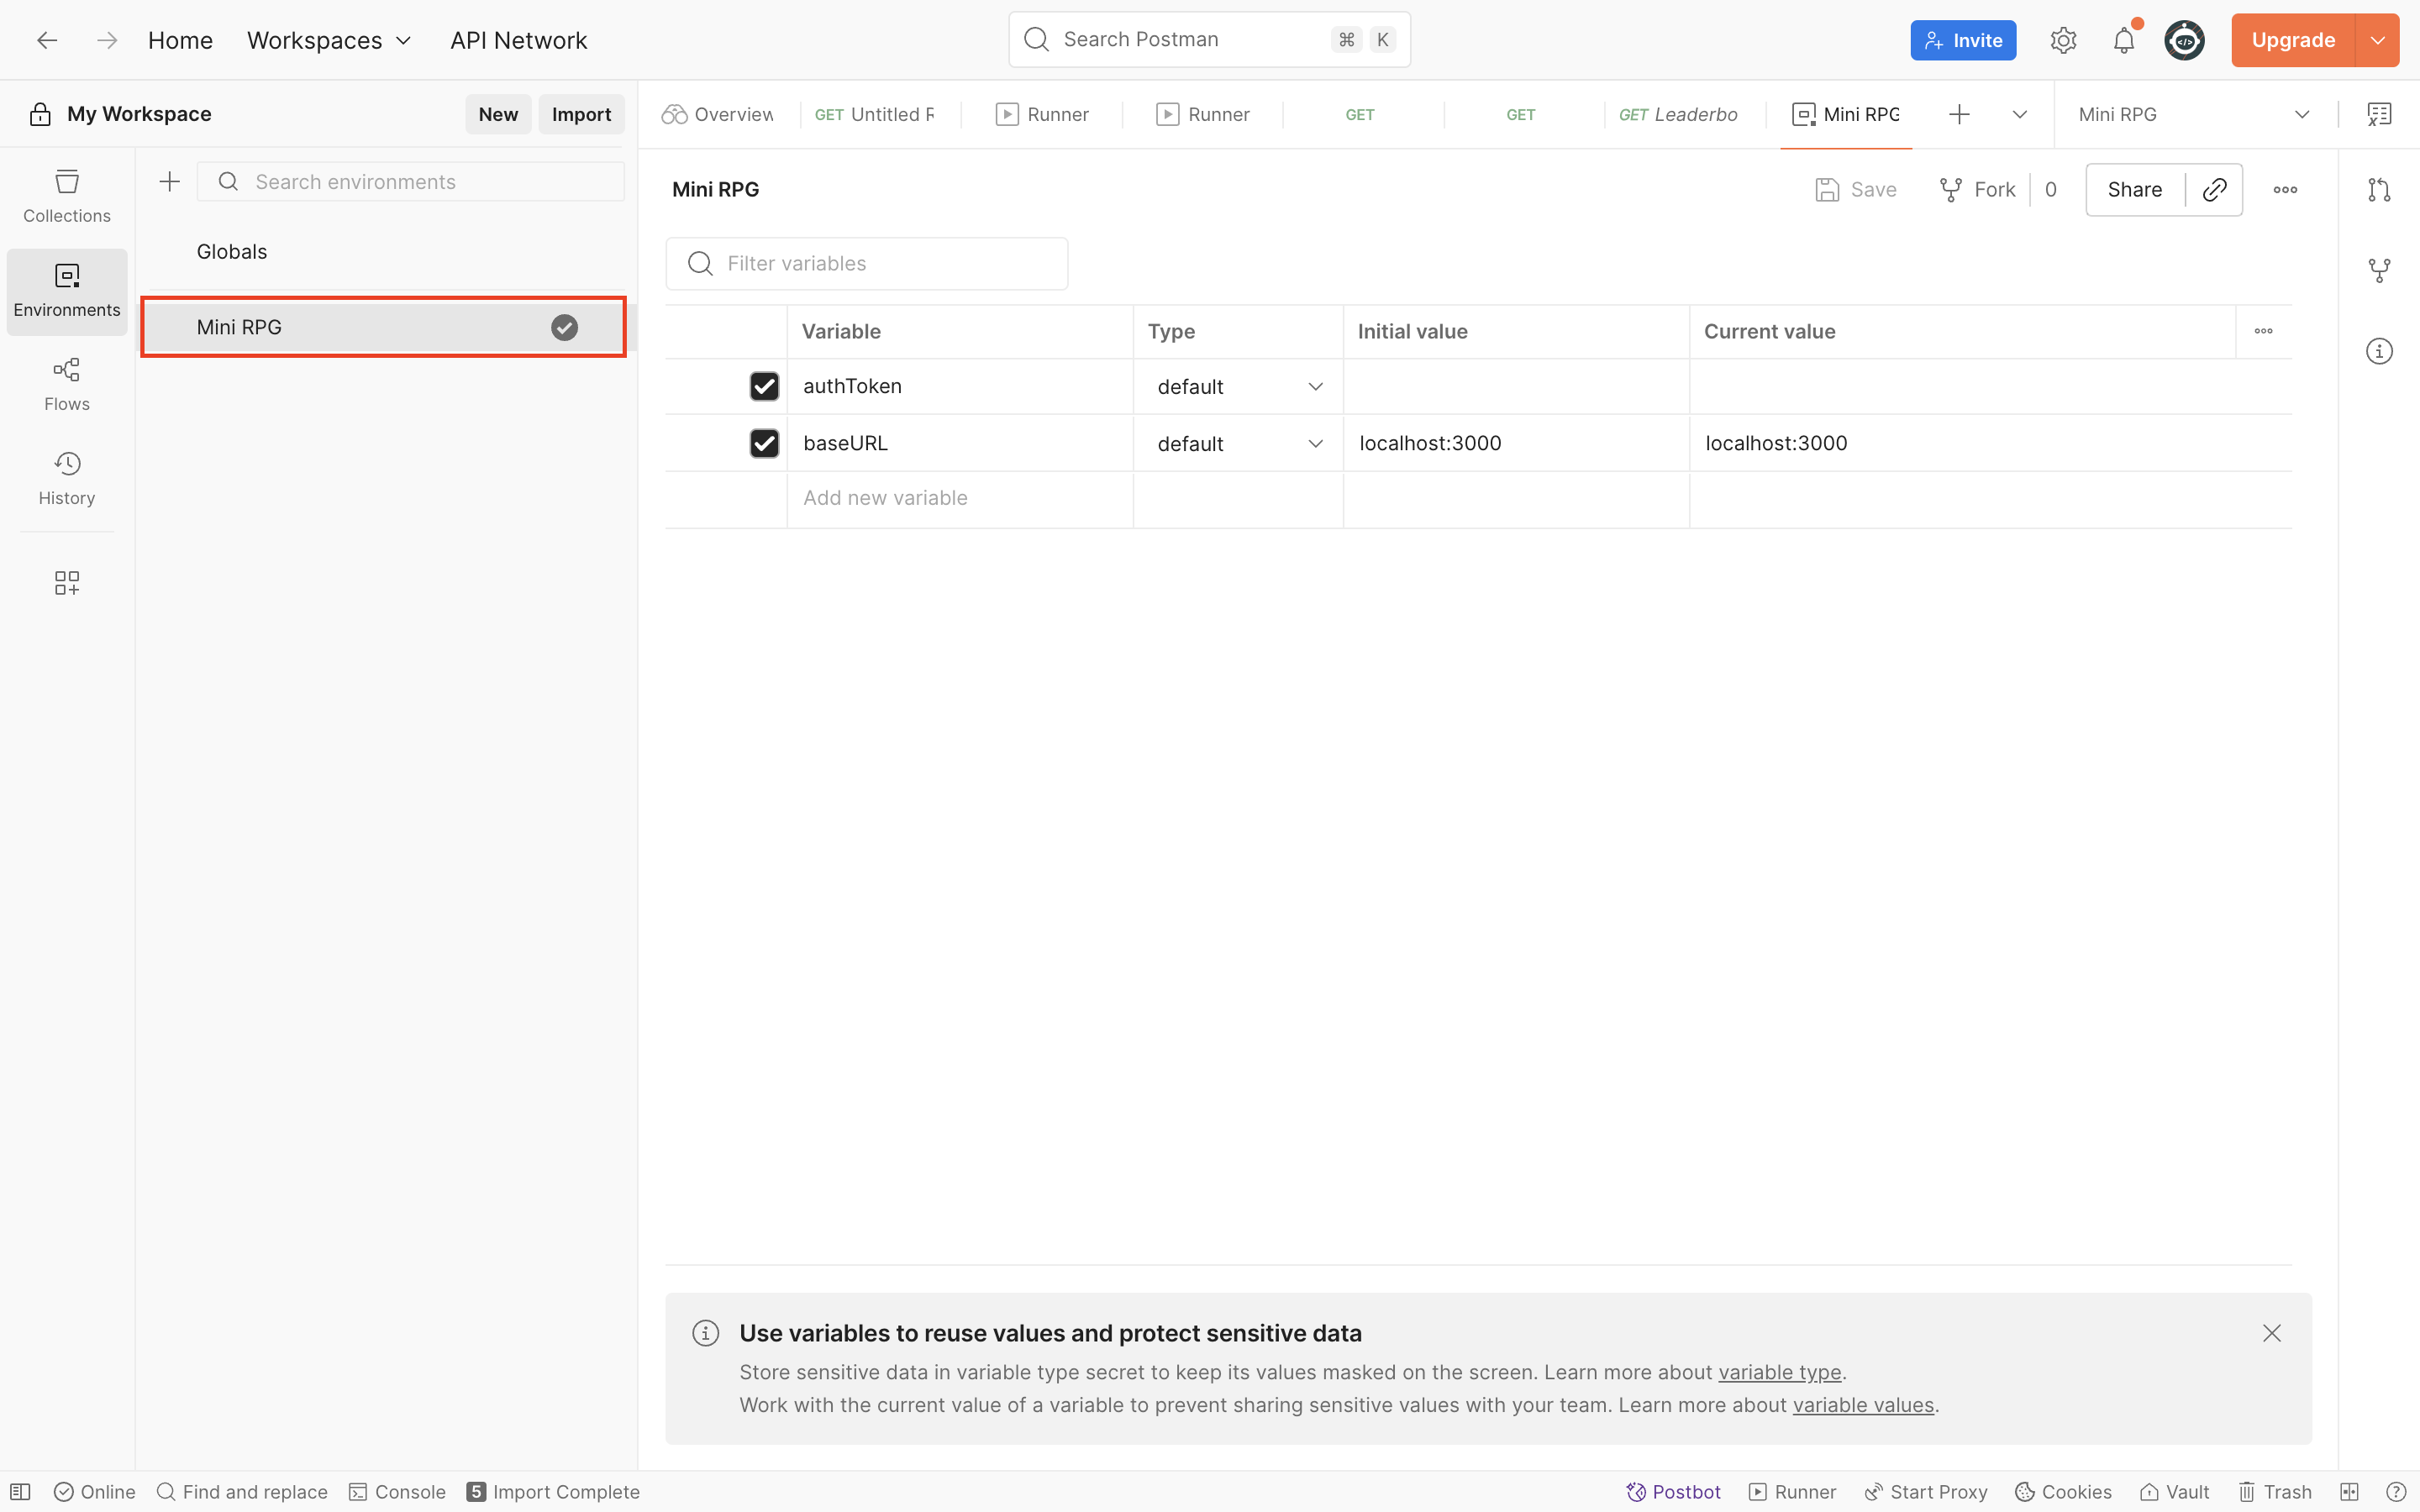 Home
Workspaces
API Network
Search Postman
⌘ K
Invite
Upgrade
My Workspace
New
Import
Overview
GET Untitled R
Runner
Runner
GET
GET
GET Leaderbo
Mini RPG
Mini RPG
Collections
Environments
Flows
History
Search environments
Globals
Mini RPG
Mini RPG
Save
Fork
0
Share
Filter variables
Variable Type Initial value Current value
authToken default
baseURL default localhost:3000 localhost:3000
Add new variable
Use variables to reuse values and protect sensitive data
Store sensitive data in variable type secret to keep its values masked on the screen. Learn more about variable type.
Work with the current value of a variable to prevent sharing sensitive values with your team. Learn more about variable values.
Online
Find and replace
Console
5 Import Complete
Postbot
Runner
Start Proxy
Cookies
Vault
Trash